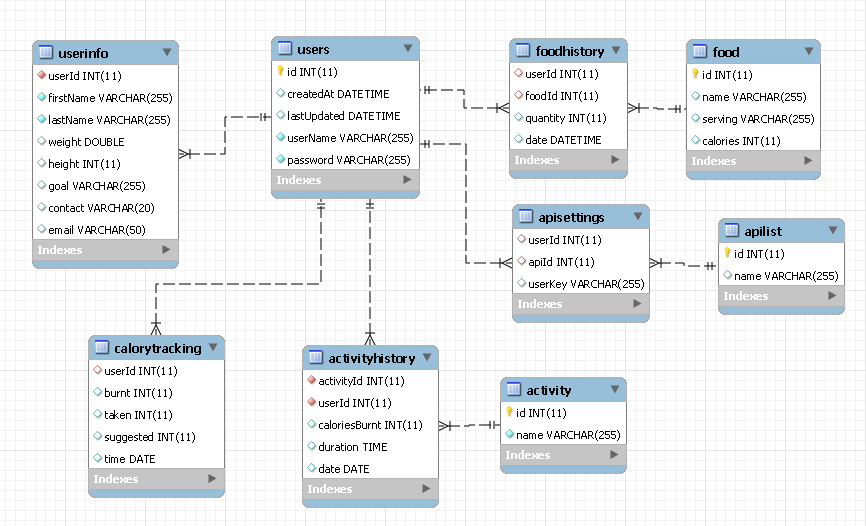 userinfo
userId INT(11)
firstName VARCHAR(255)
lastName VARCHAR(255)
weight DOUBLE
height INT(11)
goal VARCHAR(255)
contact VARCHAR(20)
email VARCHAR(50)
Indexes
users
id INT(11)
createdAt DATETIME
lastUpdated DATETIME
userName VARCHAR(255)
password VARCHAR(255)
Indexes
foodhistory
userId INT(11)
foodId INT(11)
quantity INT(11)
date DATETIME
Indexes
food
id INT(11)
name VARCHAR(255)
serving VARCHAR(255)
calories INT(11)
Indexes
apisettings
userId INT(11)
apiId INT(11)
userKey VARCHAR(255)
Indexes
apilist
id INT(11)
name VARCHAR(255)
Indexes
calorytracking
userId INT(11)
burnt INT(11)
taken INT(11)
suggested INT(11)
time DATE
Indexes
activityhistory
activityId INT(11)
userId INT(11)
caloriesBurnt INT(11)
duration TIME
date DATE
Indexes
activity
id INT(11)
name VARCHAR(255)
Indexes